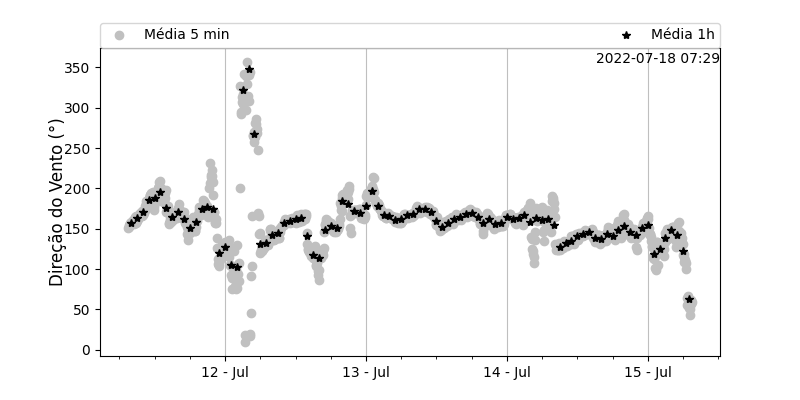 Média 5 min
Média 1h
2022-07-18 07:29
Direção do Vento (°)
350
300
250
200
150
100
50
0
12 - Jul
13 - Jul
14 - Jul
15 - Jul